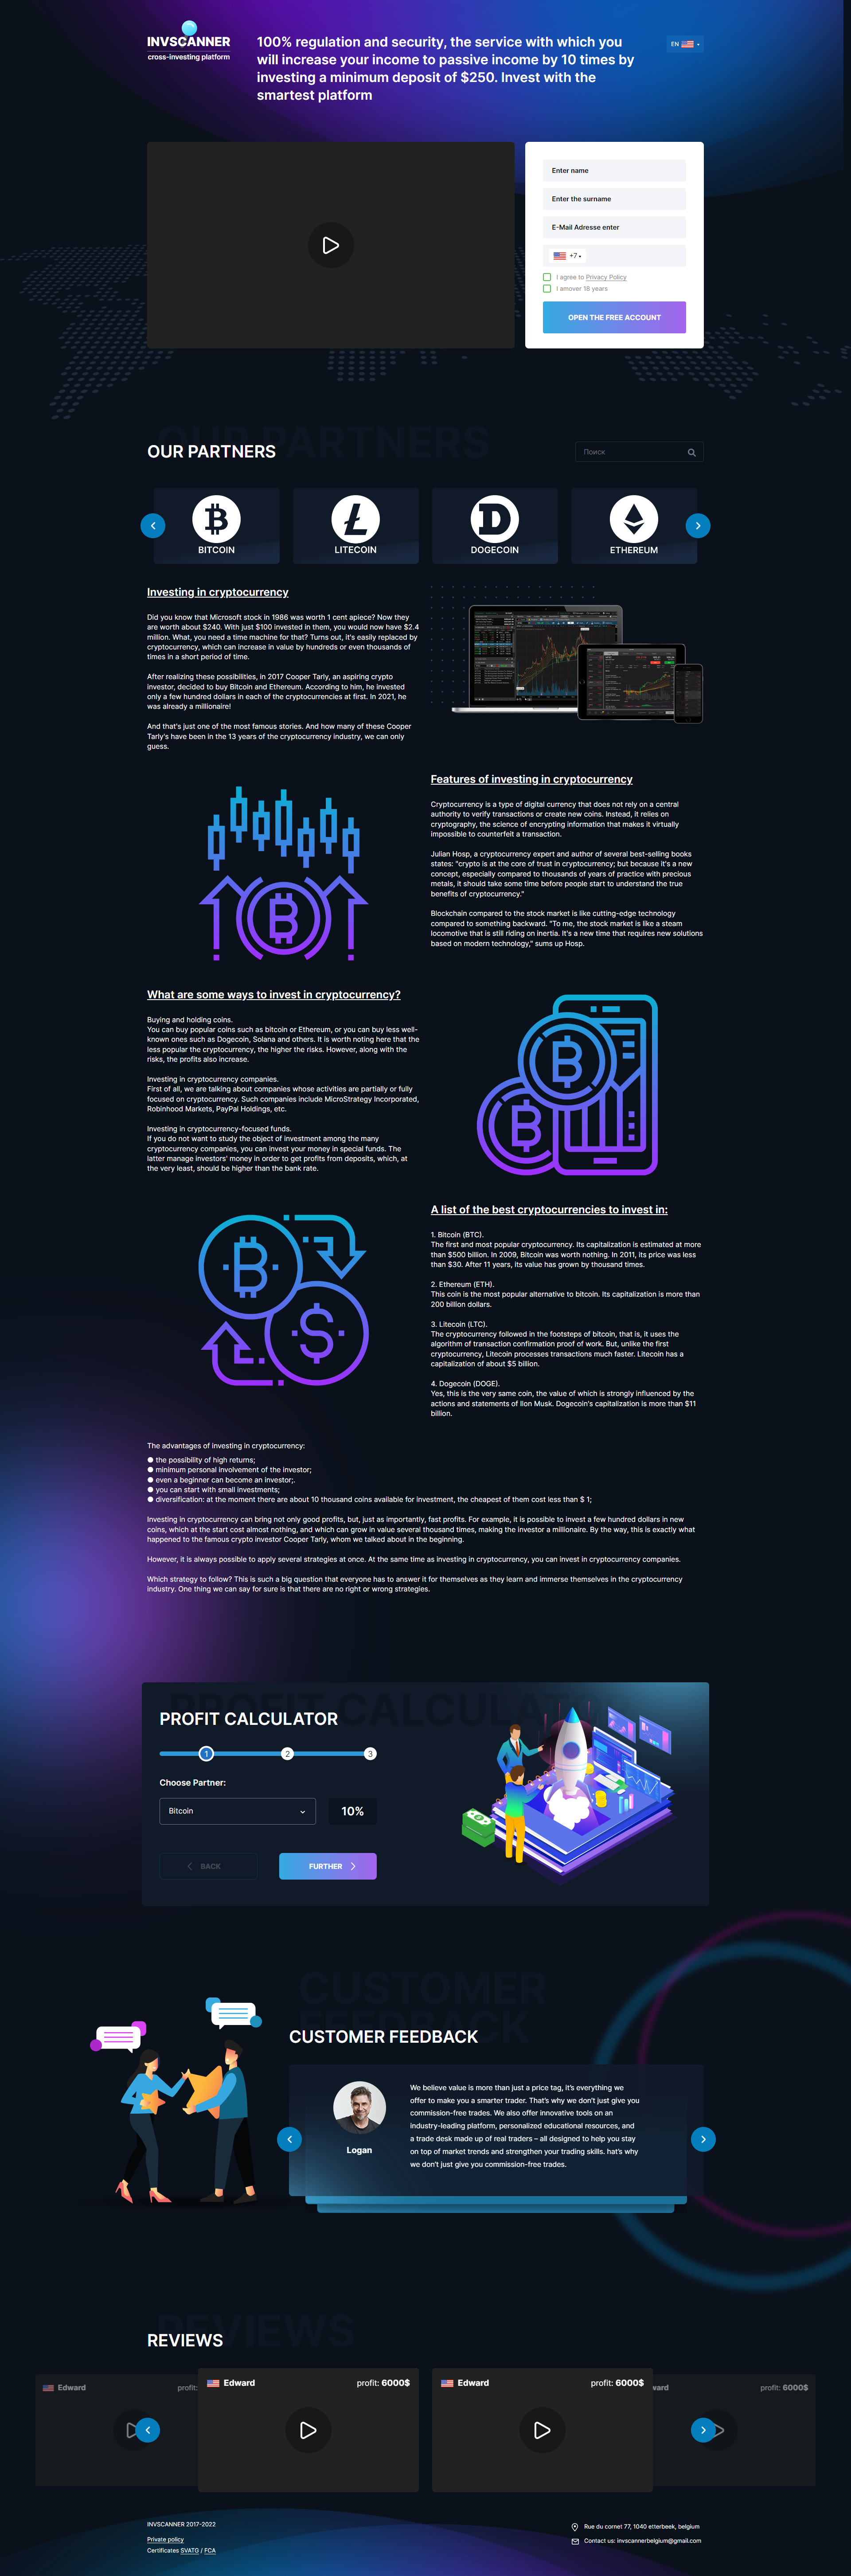 INVSCANNER
cross-investing platform
100% regulation and security, the service with which you
will increase your income to passive income by 10 times by
investing a minimum deposit of $250. Invest with the
smartest platform
EN
Enter name
Enter the surname
E-Mail Adresse enter
+7
I agree to Privacy Policy
I amover 18 years
OPEN THE FREE ACCOUNT
OUR PARTNERS
OUR PARTNERS
Поиск
BITCOIN
LITECOIN
DOGECOIN
ETHEREUM
Investing in cryptocurrency
Did you know that Microsoft stock in 1986 was worth 1 cent apiece? Now they
are worth about $240. With just $100 invested in them, you would now have $2.4
million. What, you need a time machine for that? Turns out, it's easily replaced by
cryptocurrency, which can increase in value by hundreds or even thousands of
times in a short period of time.
After realizing these possibilities, in 2017 Cooper Tarly, an aspiring crypto
investor, decided to buy Bitcoin and Ethereum. According to him, he invested
only a few hundred dollars in each of the cryptocurrencies at first. In 2021, he
was already a millionaire!
And that's just one of the most famous stories. And how many of these Cooper
Tarly's have been in the 13 years of the cryptocurrency industry, we can only
guess.
Features of investing in cryptocurrency
Cryptocurrency is a type of digital currency that does not rely on a central
authority to verify transactions or create new coins. Instead, it relies on
cryptography, the science of encrypting information that makes it virtually
impossible to counterfeit a transaction.
Julian Hosp, a cryptocurrency expert and author of several best-selling books
states: "crypto is at the core of trust in cryptocurrency; but because it's a new
concept, especially compared to thousands of years of practice with precious
metals, it should take some time before people start to understand the true
benefits of cryptocurrency."
Blockchain compared to the stock market is like cutting-edge technology
compared to something backward. "To me, the stock market is like a steam
locomotive that is still riding on inertia. It's a new time that requires new solutions
based on modern technology," sums up Hosp.
What are some ways to invest in cryptocurrency?
Buying and holding coins.
You can buy popular coins such as bitcoin or Ethereum, or you can buy less well-
known ones such as Dogecoin, Solana and others. It is worth noting here that the
less popular the cryptocurrency, the higher the risks. However, along with the
risks, the profits also increase.
Investing in cryptocurrency companies.
First of all, we are talking about companies whose activities are partially or fully
focused on cryptocurrency. Such companies include MicroStrategy Incorporated,
Robinhood Markets, PayPal Holdings, etc.
Investing in cryptocurrency-focused funds.
If you do not want to study the object of investment among the many
cryptocurrency companies, you can invest your money in special funds. The
latter manage investors' money in order to get profits from deposits, which, at
the very least, should be higher than the bank rate.
A list of the best cryptocurrencies to invest in:
1. Bitcoin (BTC).
The first and most popular cryptocurrency. Its capitalization is estimated at more
than $500 billion. In 2009, Bitcoin was worth nothing. In 2011, its price was less
than $30. After 11 years, its value has grown by thousand times.
2. Ethereum (ETH).
This coin is the most popular alternative to bitcoin. Its capitalization is more than
200 billion dollars.
3. Litecoin (LTC).
The cryptocurrency followed in the footsteps of bitcoin, that is, it uses the
algorithm of transaction confirmation proof of work. But, unlike the first
cryptocurrency, Litecoin processes transactions much faster. Litecoin has a
capitalization of about $5 billion.
4. Dogecoin (DOGE).
Yes, this is the very same coin, the value of which is strongly influenced by the
actions and statements of Ilon Musk. Dogecoin's capitalization is more than $11
billion.
The advantages of investing in cryptocurrency:
● the possibility of high returns;
● minimum personal involvement of the investor;
● even a beginner can become an investor;.
● you can start with small investments;
● diversification: at the moment there are about 10 thousand coins available for investment, the cheapest of them cost less than $ 1;
Investing in cryptocurrency can bring not only good profits, but, just as importantly, fast profits. For example, it is possible to invest a few hundred dollars in new
coins, which at the start cost almost nothing, and which can grow in value several thousand times, making the investor a millionaire. By the way, this is exactly what
happened to the famous crypto investor Cooper Tarly, whom we talked about in the beginning.
However, it is always possible to apply several strategies at once. At the same time as investing in cryptocurrency, you can invest in cryptocurrency companies.
Which strategy to follow? This is such a big question that everyone has to answer it for themselves as they learn and immerse themselves in the cryptocurrency
industry. One thing we can say for sure is that there are no right or wrong strategies.
PROFIT CALCULATOR
PROFIT CALCULATOR
1
2
3
Choose Partner:
Bitcoin
10%
BACK
FURTHER
CUSTOMER
FEEDBACK
CUSTOMER FEEDBACK
Logan
We believe value is more than just a price tag, it's everything we
offer to make you a smarter trader. That's why we don't just give you
commission-free trades. We also offer innovative tools on an
industry-leading platform, personalized educational resources, and
a trade desk made up of real traders – all designed to help you stay
on top of market trends and strengthen your trading skills. hat's why
we don't just give you commission-free trades.
REVIEWS
REVIEWS
Edward
profit:
Edward
profit: 6000$
Edward
profit: 6000$
ward
profit: 6000$
INVSCANNER 2017-2022
Private policy
Certificates SVATG / FCA
Rue du cornet 77, 1040 etterbeek, belgium
Contact us: invscannerbelgium@gmail.com